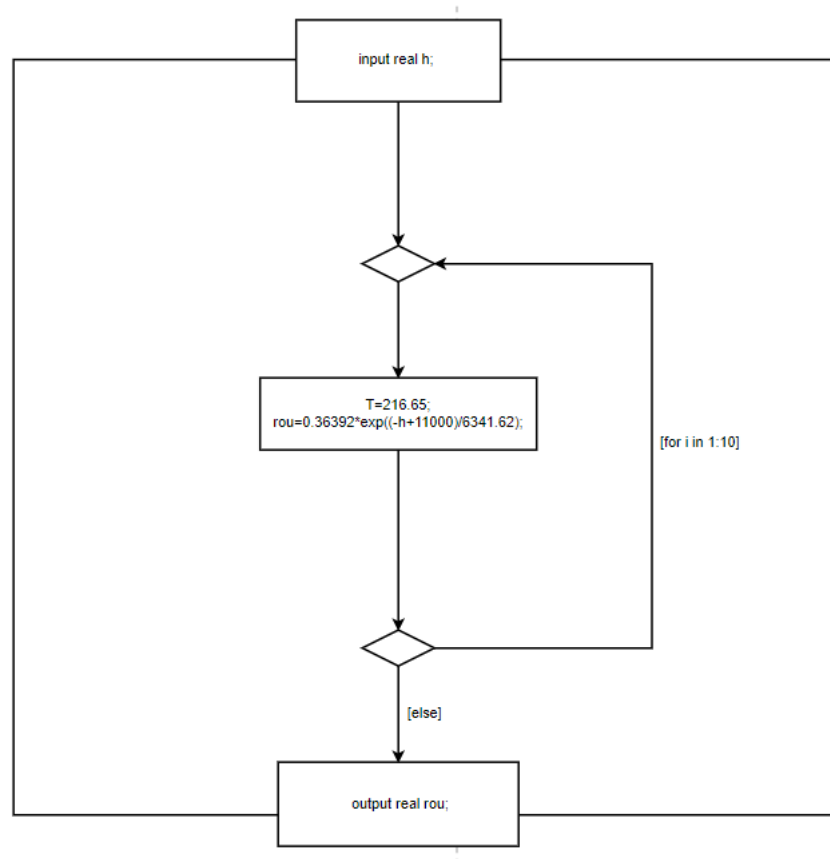 input real h;
T=216.65;
rou=0.36392*exp((-h+11000)/6341.62);
[for i in 1:10]
[else]
output real rou;